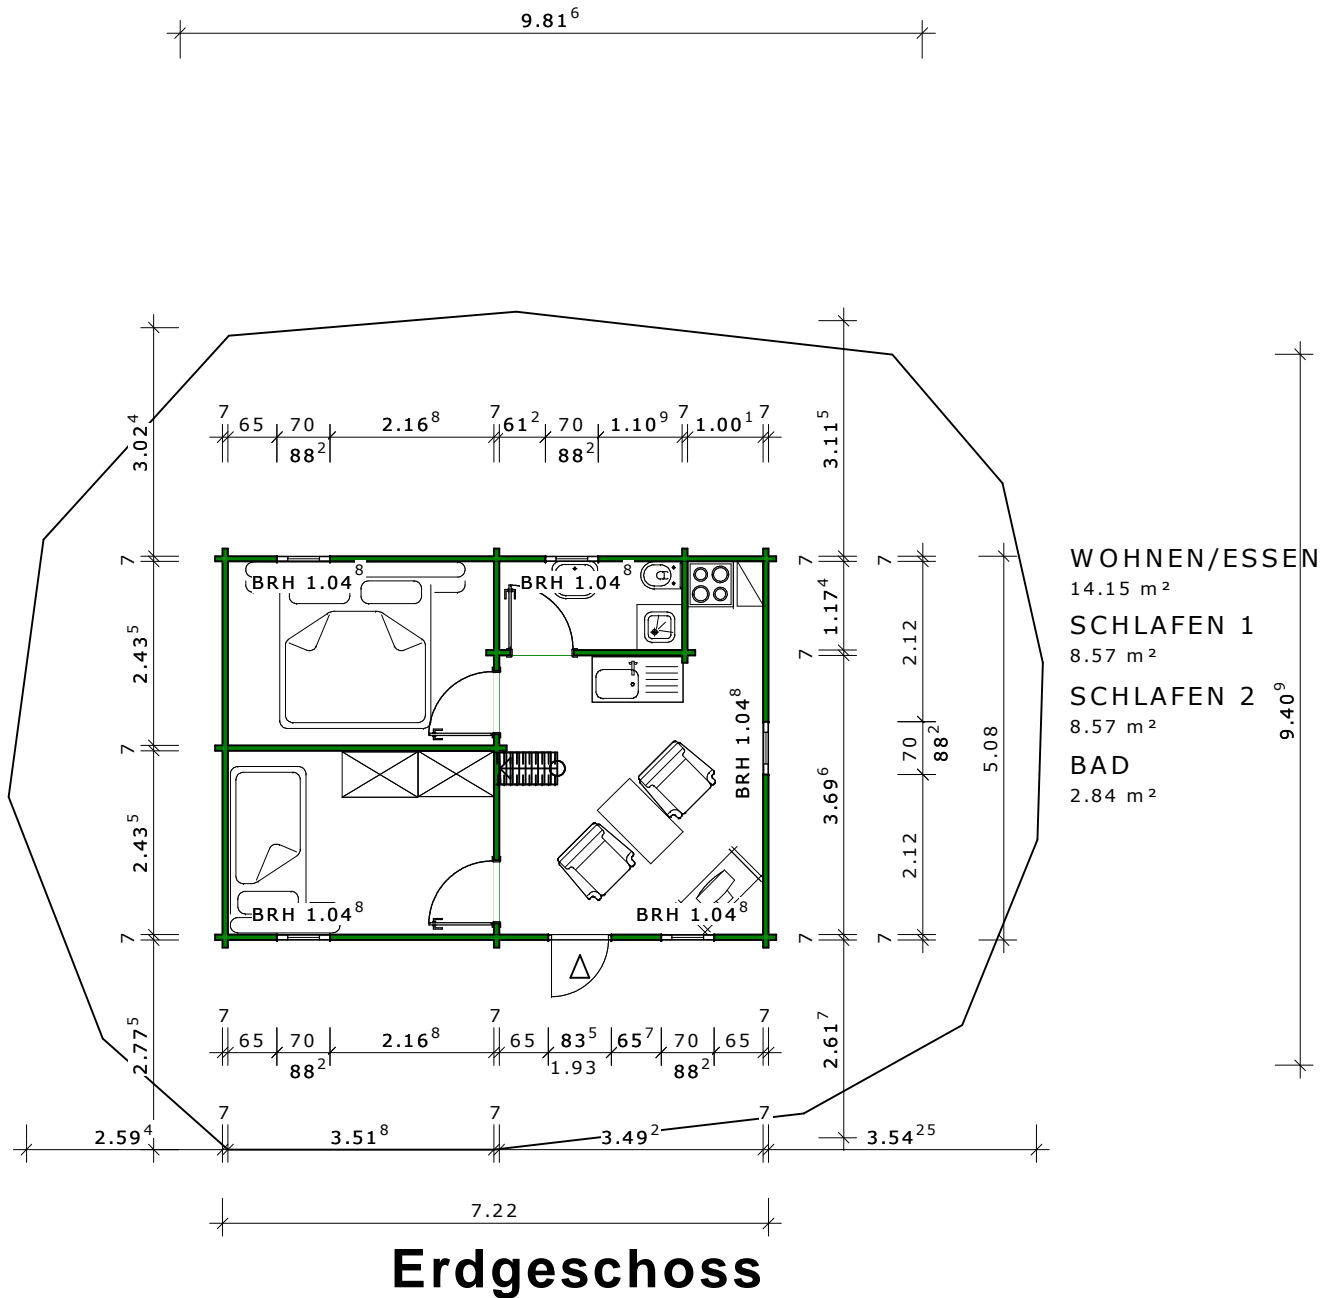 9.81⁶
7 7 7 7
65 70 2.16⁸ 61² 70 1.10⁹ 1.00¹
88² 88²
3.02⁴
3.11⁵
7 7 7
BRH 1.04⁸ BRH 1.04⁸
WOHNEN/ESSEN
14.15 m²
SCHLAFEN 1
8.57 m²
SCHLAFEN 2
8.57 m²
BAD
2.84 m²
2.43⁵
1.17⁴
7
2.12
BRH 1.04⁸
7
70
88²
5.08
9.40⁹
2.43⁵
3.69⁶
2.12
BRH 1.04⁸ BRH 1.04⁸
7 7 7
2.77⁵
2.61⁷
7 7 7
65 70 2.16⁸ 65 83⁵ 65⁷ 70 65
88² 1.93 88²
7 7 7
2.59⁴ 3.51⁸ 3.49² 3.54²⁵
7.22
Erdgeschoss